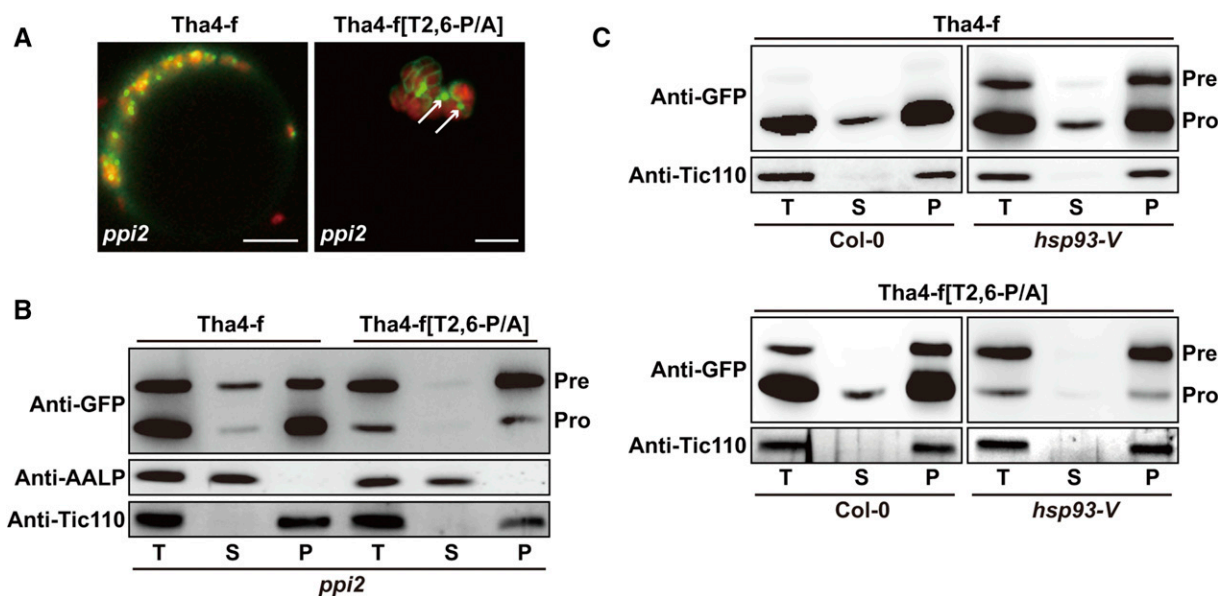 A
Tha4-f Tha4-f[T2,6-P/A]
ppi2 ppi2
B
Tha4-f Tha4-f[T2,6-P/A]
Anti-GFP Pre
Pro
Anti-AALP
Anti-Tic110
T S P T S P
ppi2
C
Tha4-f
Anti-GFP Pre
Pro
Anti-Tic110
T S P T S P
Col-0 hsp93-V
Tha4-f[T2,6-P/A]
Anti-GFP Pre
Pro
Anti-Tic110
T S P T S P
Col-0 hsp93-V